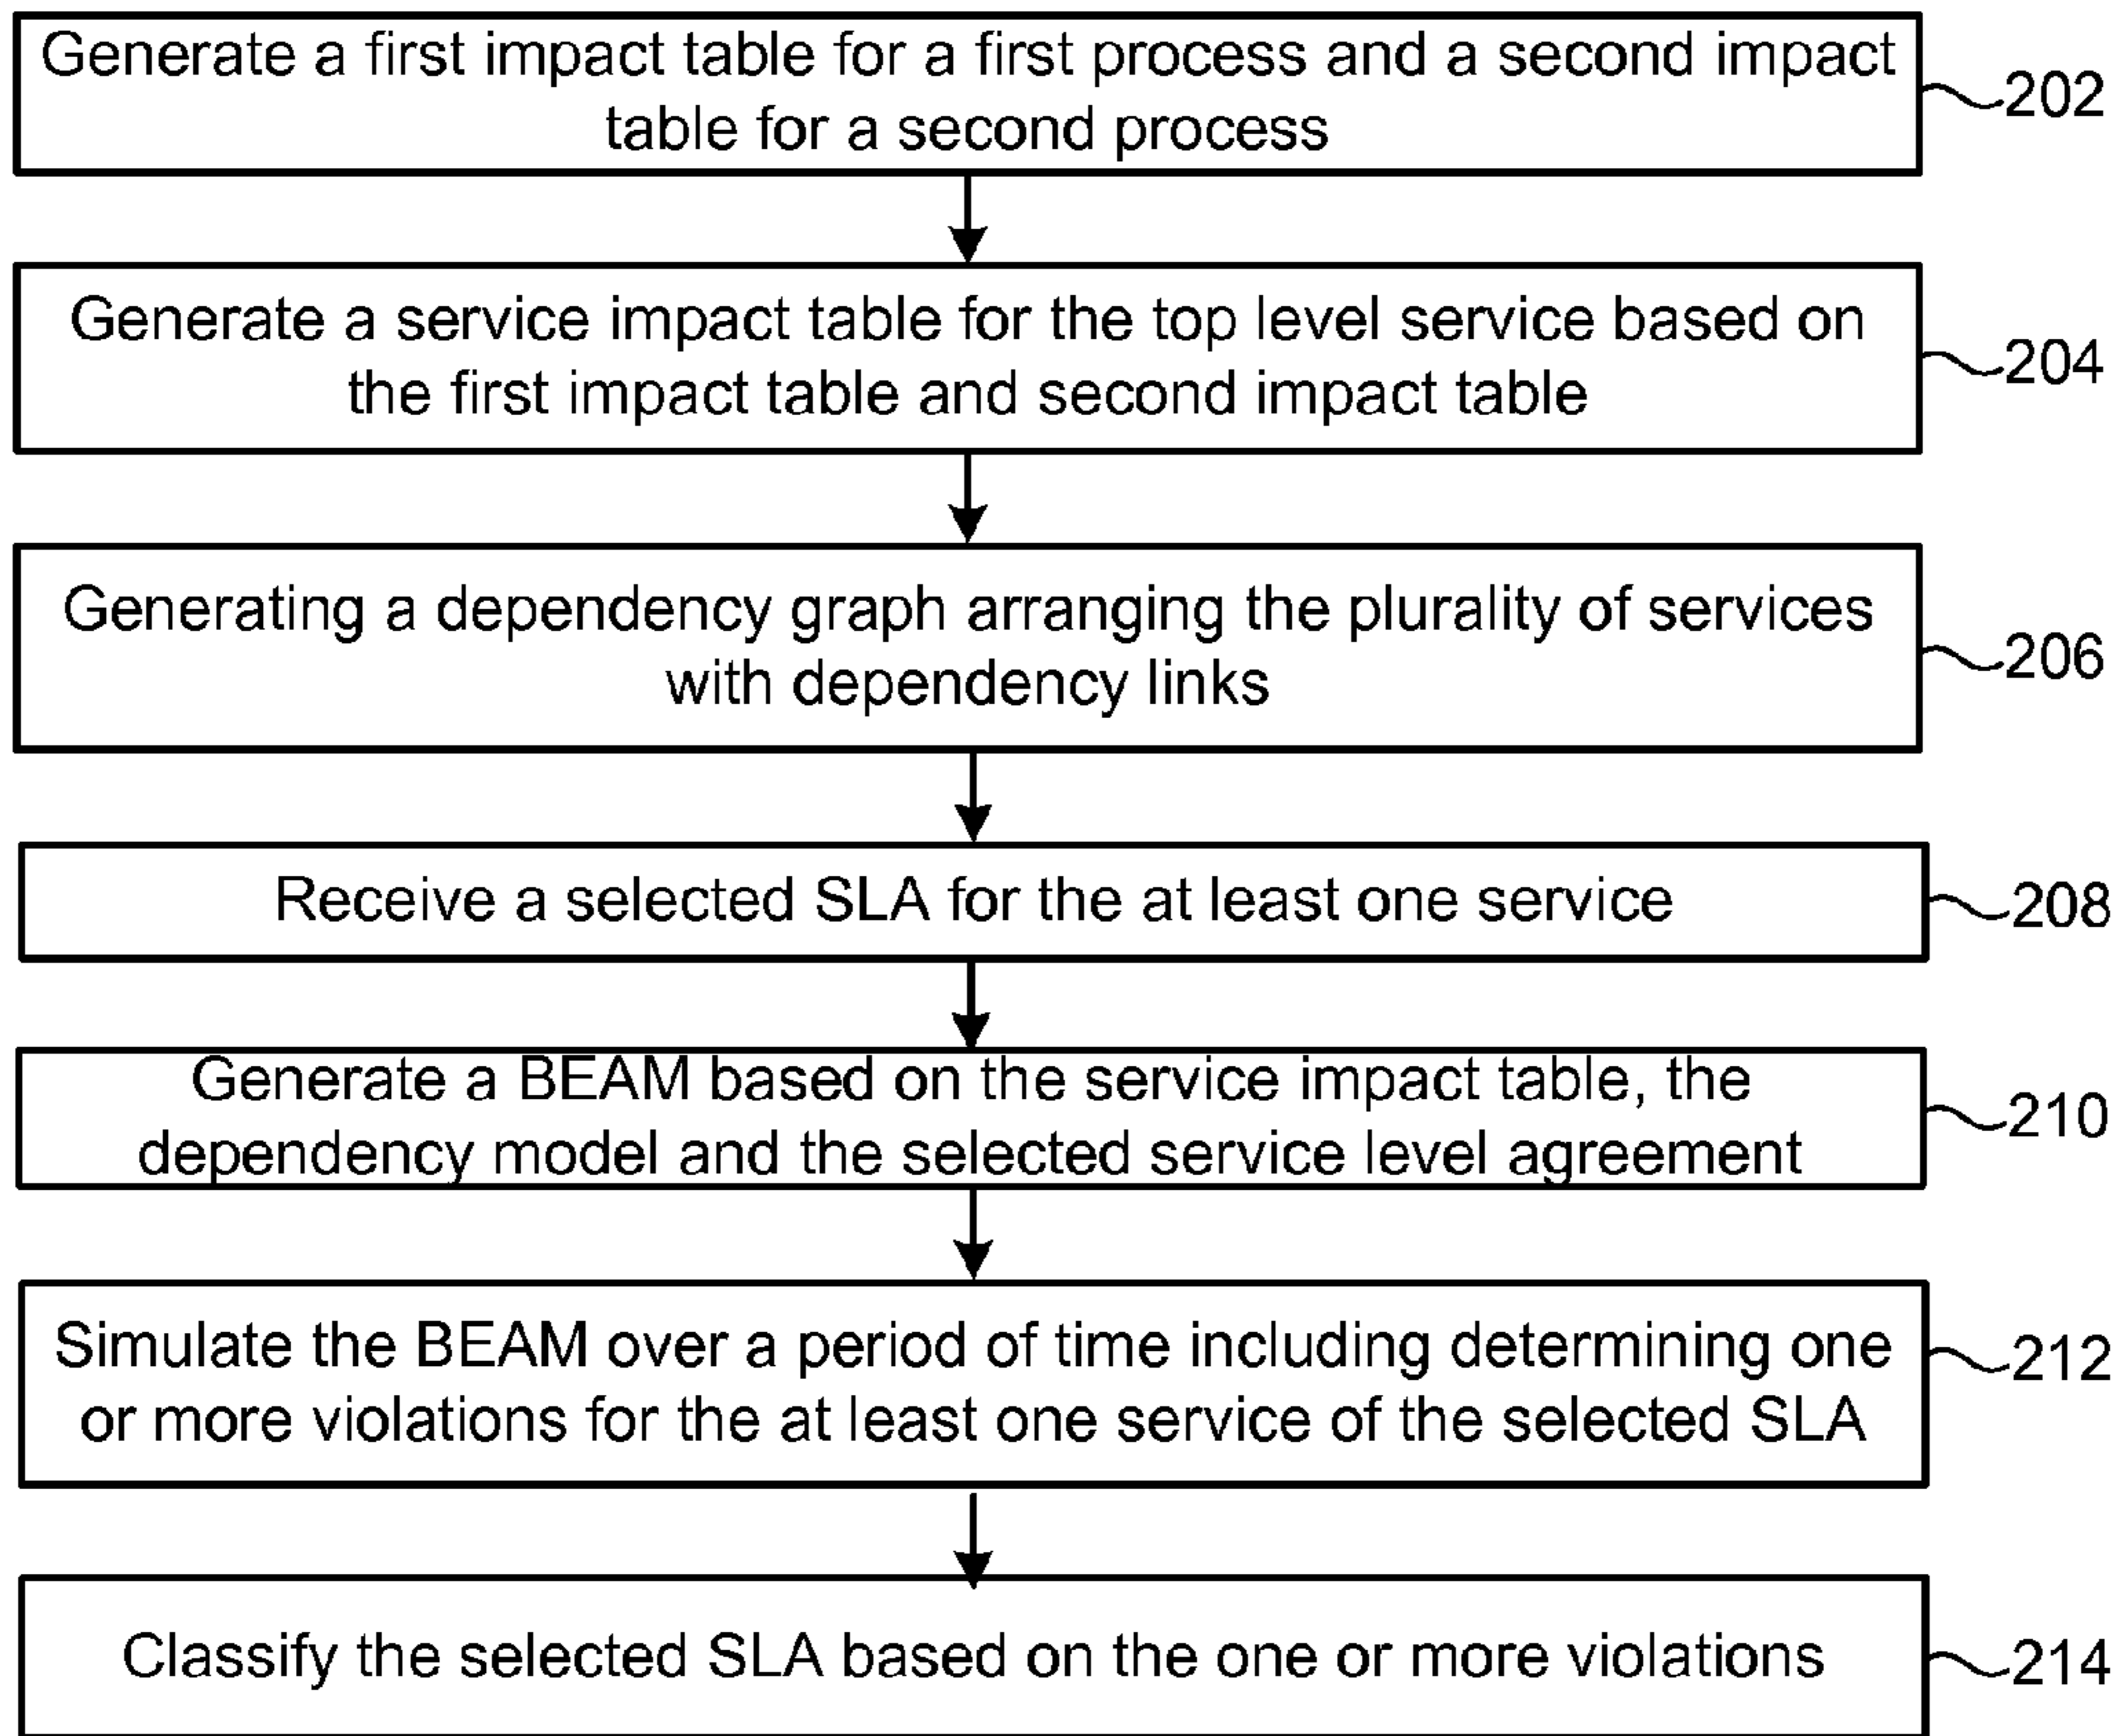 Generate a first impact table for a first process and a second impact
table for a second process
202
Generate a service impact table for the top level service based on
the first impact table and second impact table
204
Generating a dependency graph arranging the plurality of services
with dependency links
206
Receive a selected SLA for the at least one service
208
Generate a BEAM based on the service impact table, the
dependency model and the selected service level agreement
210
Simulate the BEAM over a period of time including determining one
or more violations for the at least one service of the selected SLA
212
Classify the selected SLA based on the one or more violations
214